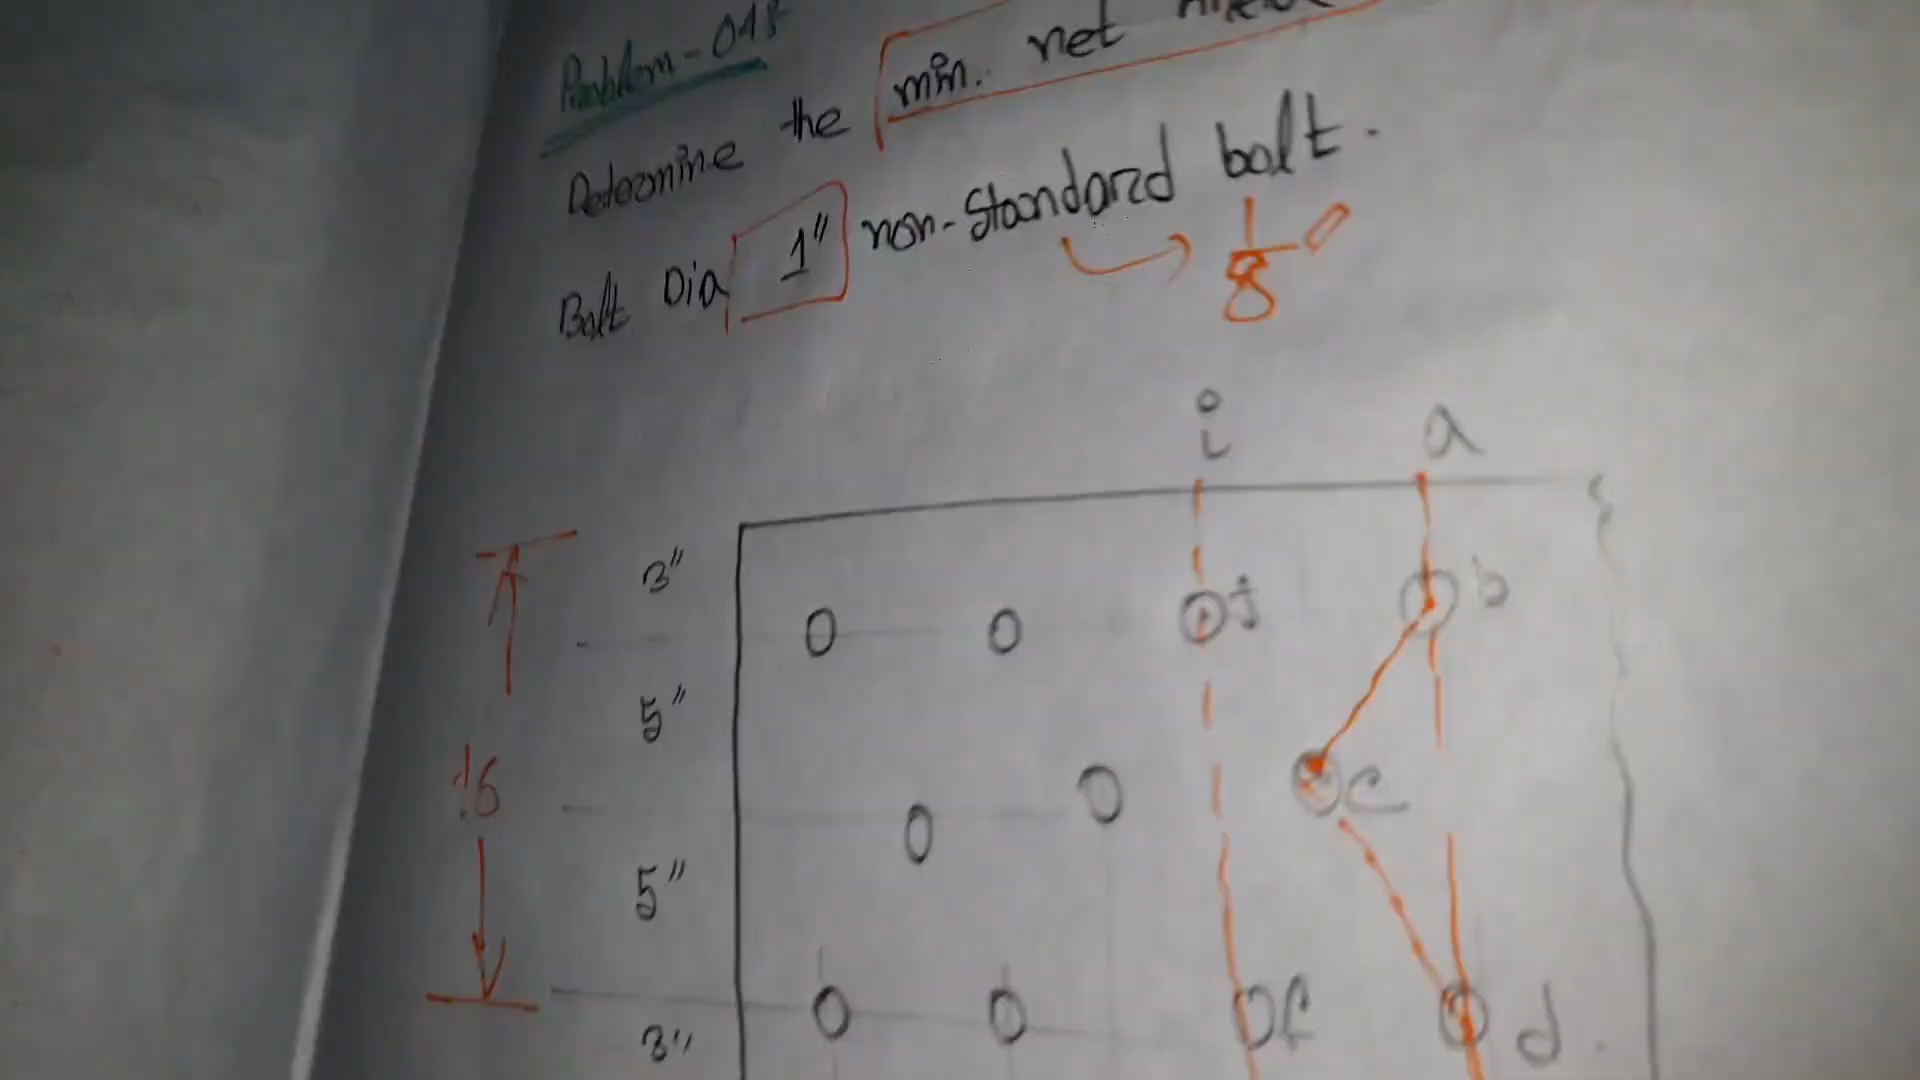 Problem-018
Determine the min. net
Bolt Dia 1" non-Standard bolt.
1/8"
i a
3"
j b
5"
16
c
5"
f d.
3"